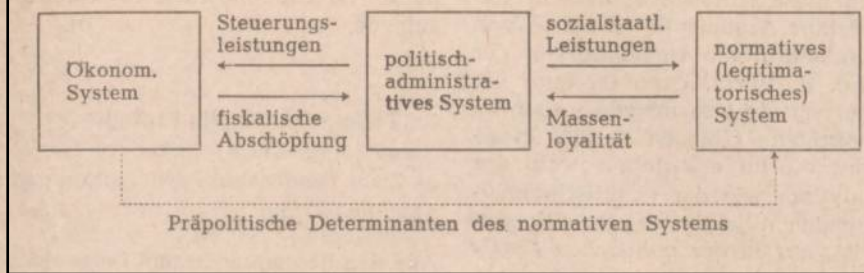 Ökonom.
System
Steuerungs-
leistungen
fiskalische
Abschöpfung
politisch-
administra-
tives System
sozialstaatl.
Leistungen
Massen-
loyalität
normatives
(legitima-
torisches)
System
Präpolitische Determinanten des normativen Systems